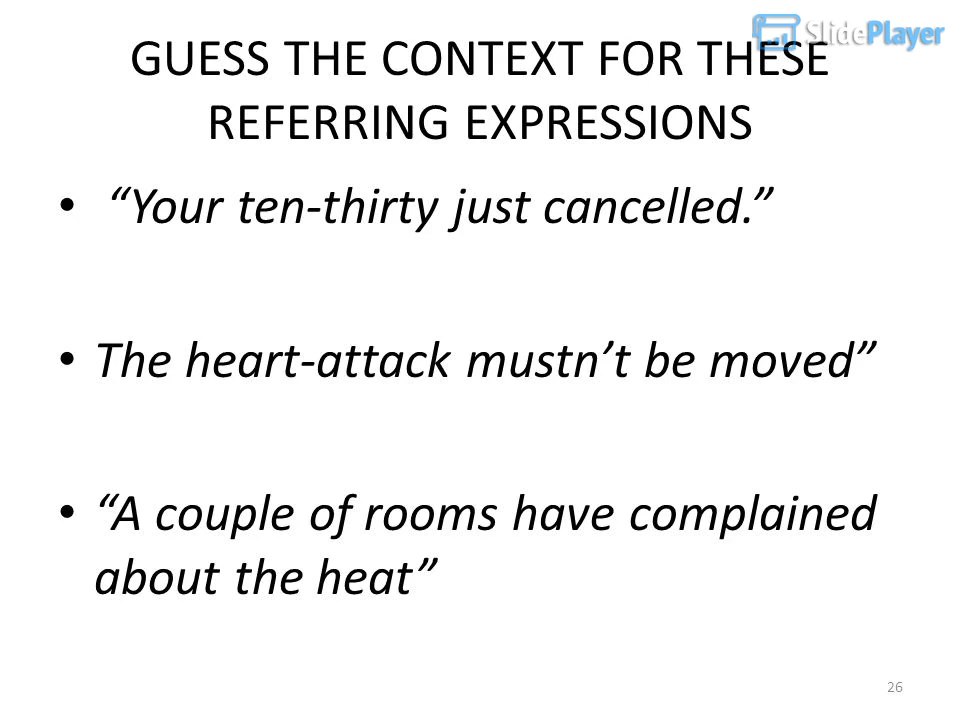 SlidePlayer
GUESS THE CONTEXT FOR THESE
REFERRING EXPRESSIONS
• “Your ten-thirty just cancelled.”
• The heart-attack mustn’t be moved”
• “A couple of rooms have complained
about the heat”
26